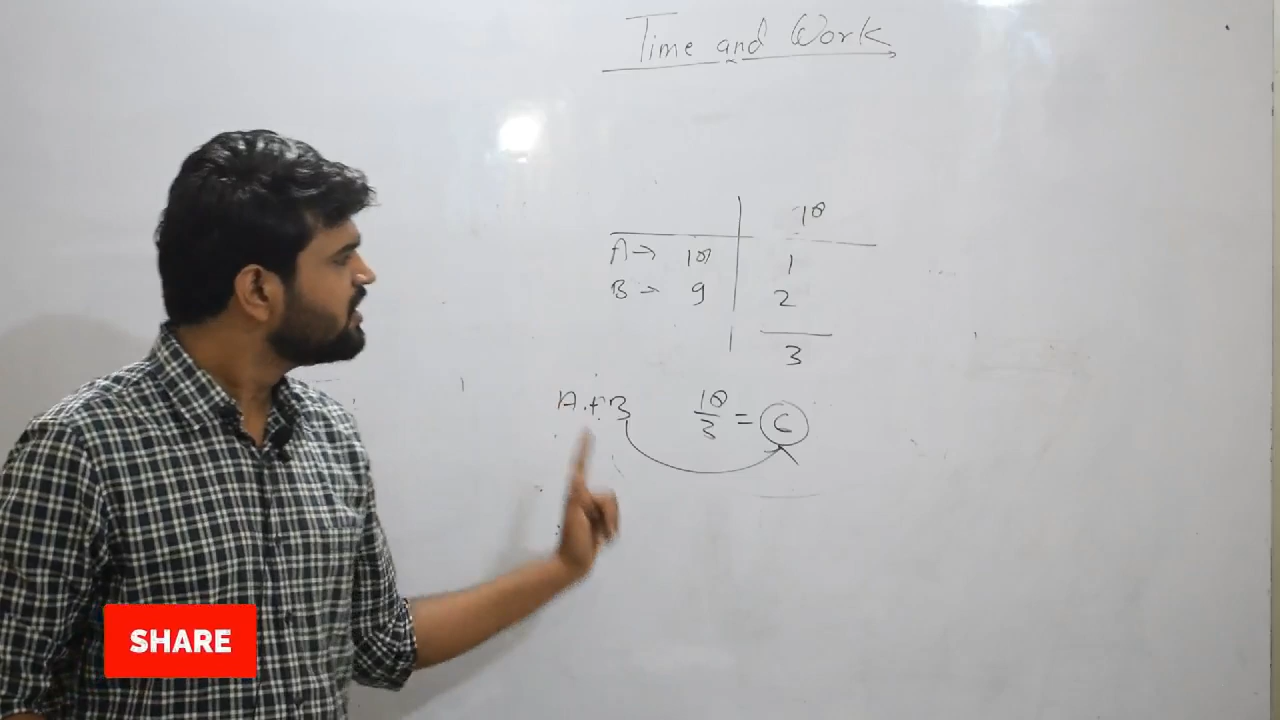 Time and Work
18
A → 18 1
B → 9 2
3
A + B 18/3 = 6
SHARE